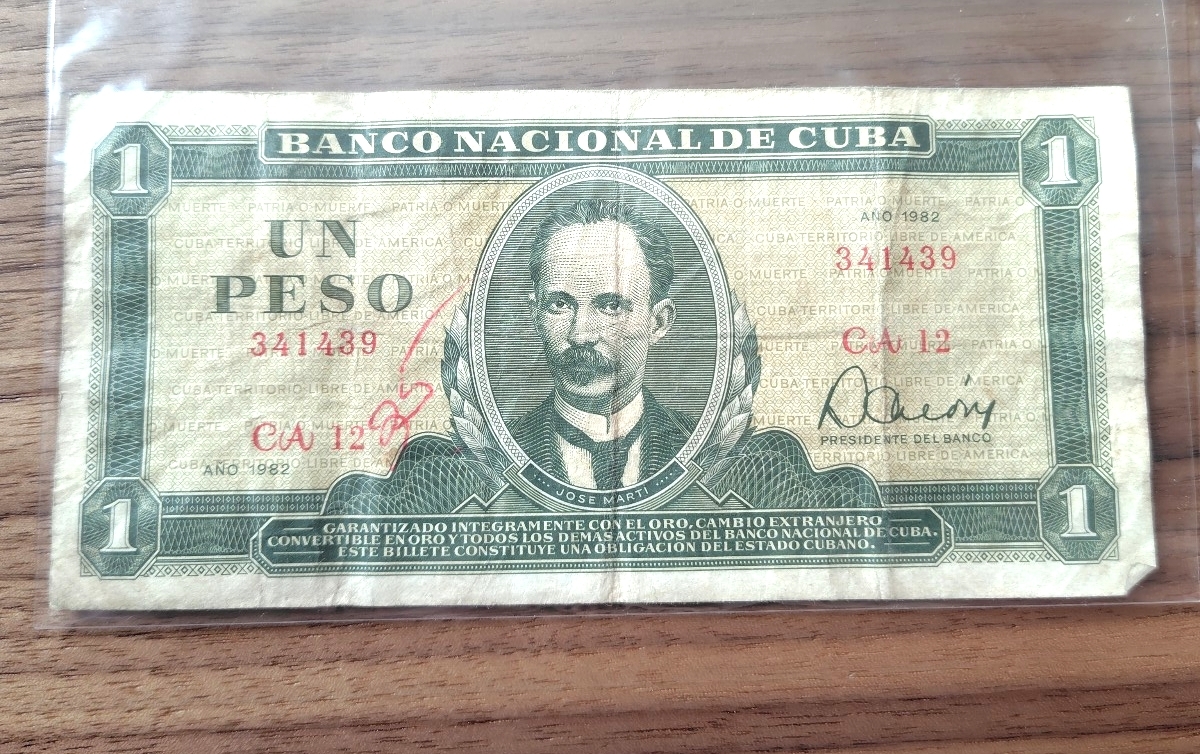 BANCO NACIONAL DE CUBA
1
1
UN
PESO
341439
CA 12
AÑO 1982
AÑO 1982
341439
CA 12
PRESIDENTE DEL BANCO
PATRIA O MUERTE
CUBA TERRITORIO LIBRE DE AMERICA
JOSE MARTI
1
1
GARANTIZADO INTEGRAMENTE CON EL ORO, CAMBIO EXTRANJERO
CONVERTIBLE EN ORO Y TODOS LOS DEMAS ACTIVOS DEL BANCO NACIONAL DE CUBA.
ESTE BILLETE CONSTITUYE UNA OBLIGACION DEL ESTADO CUBANO.